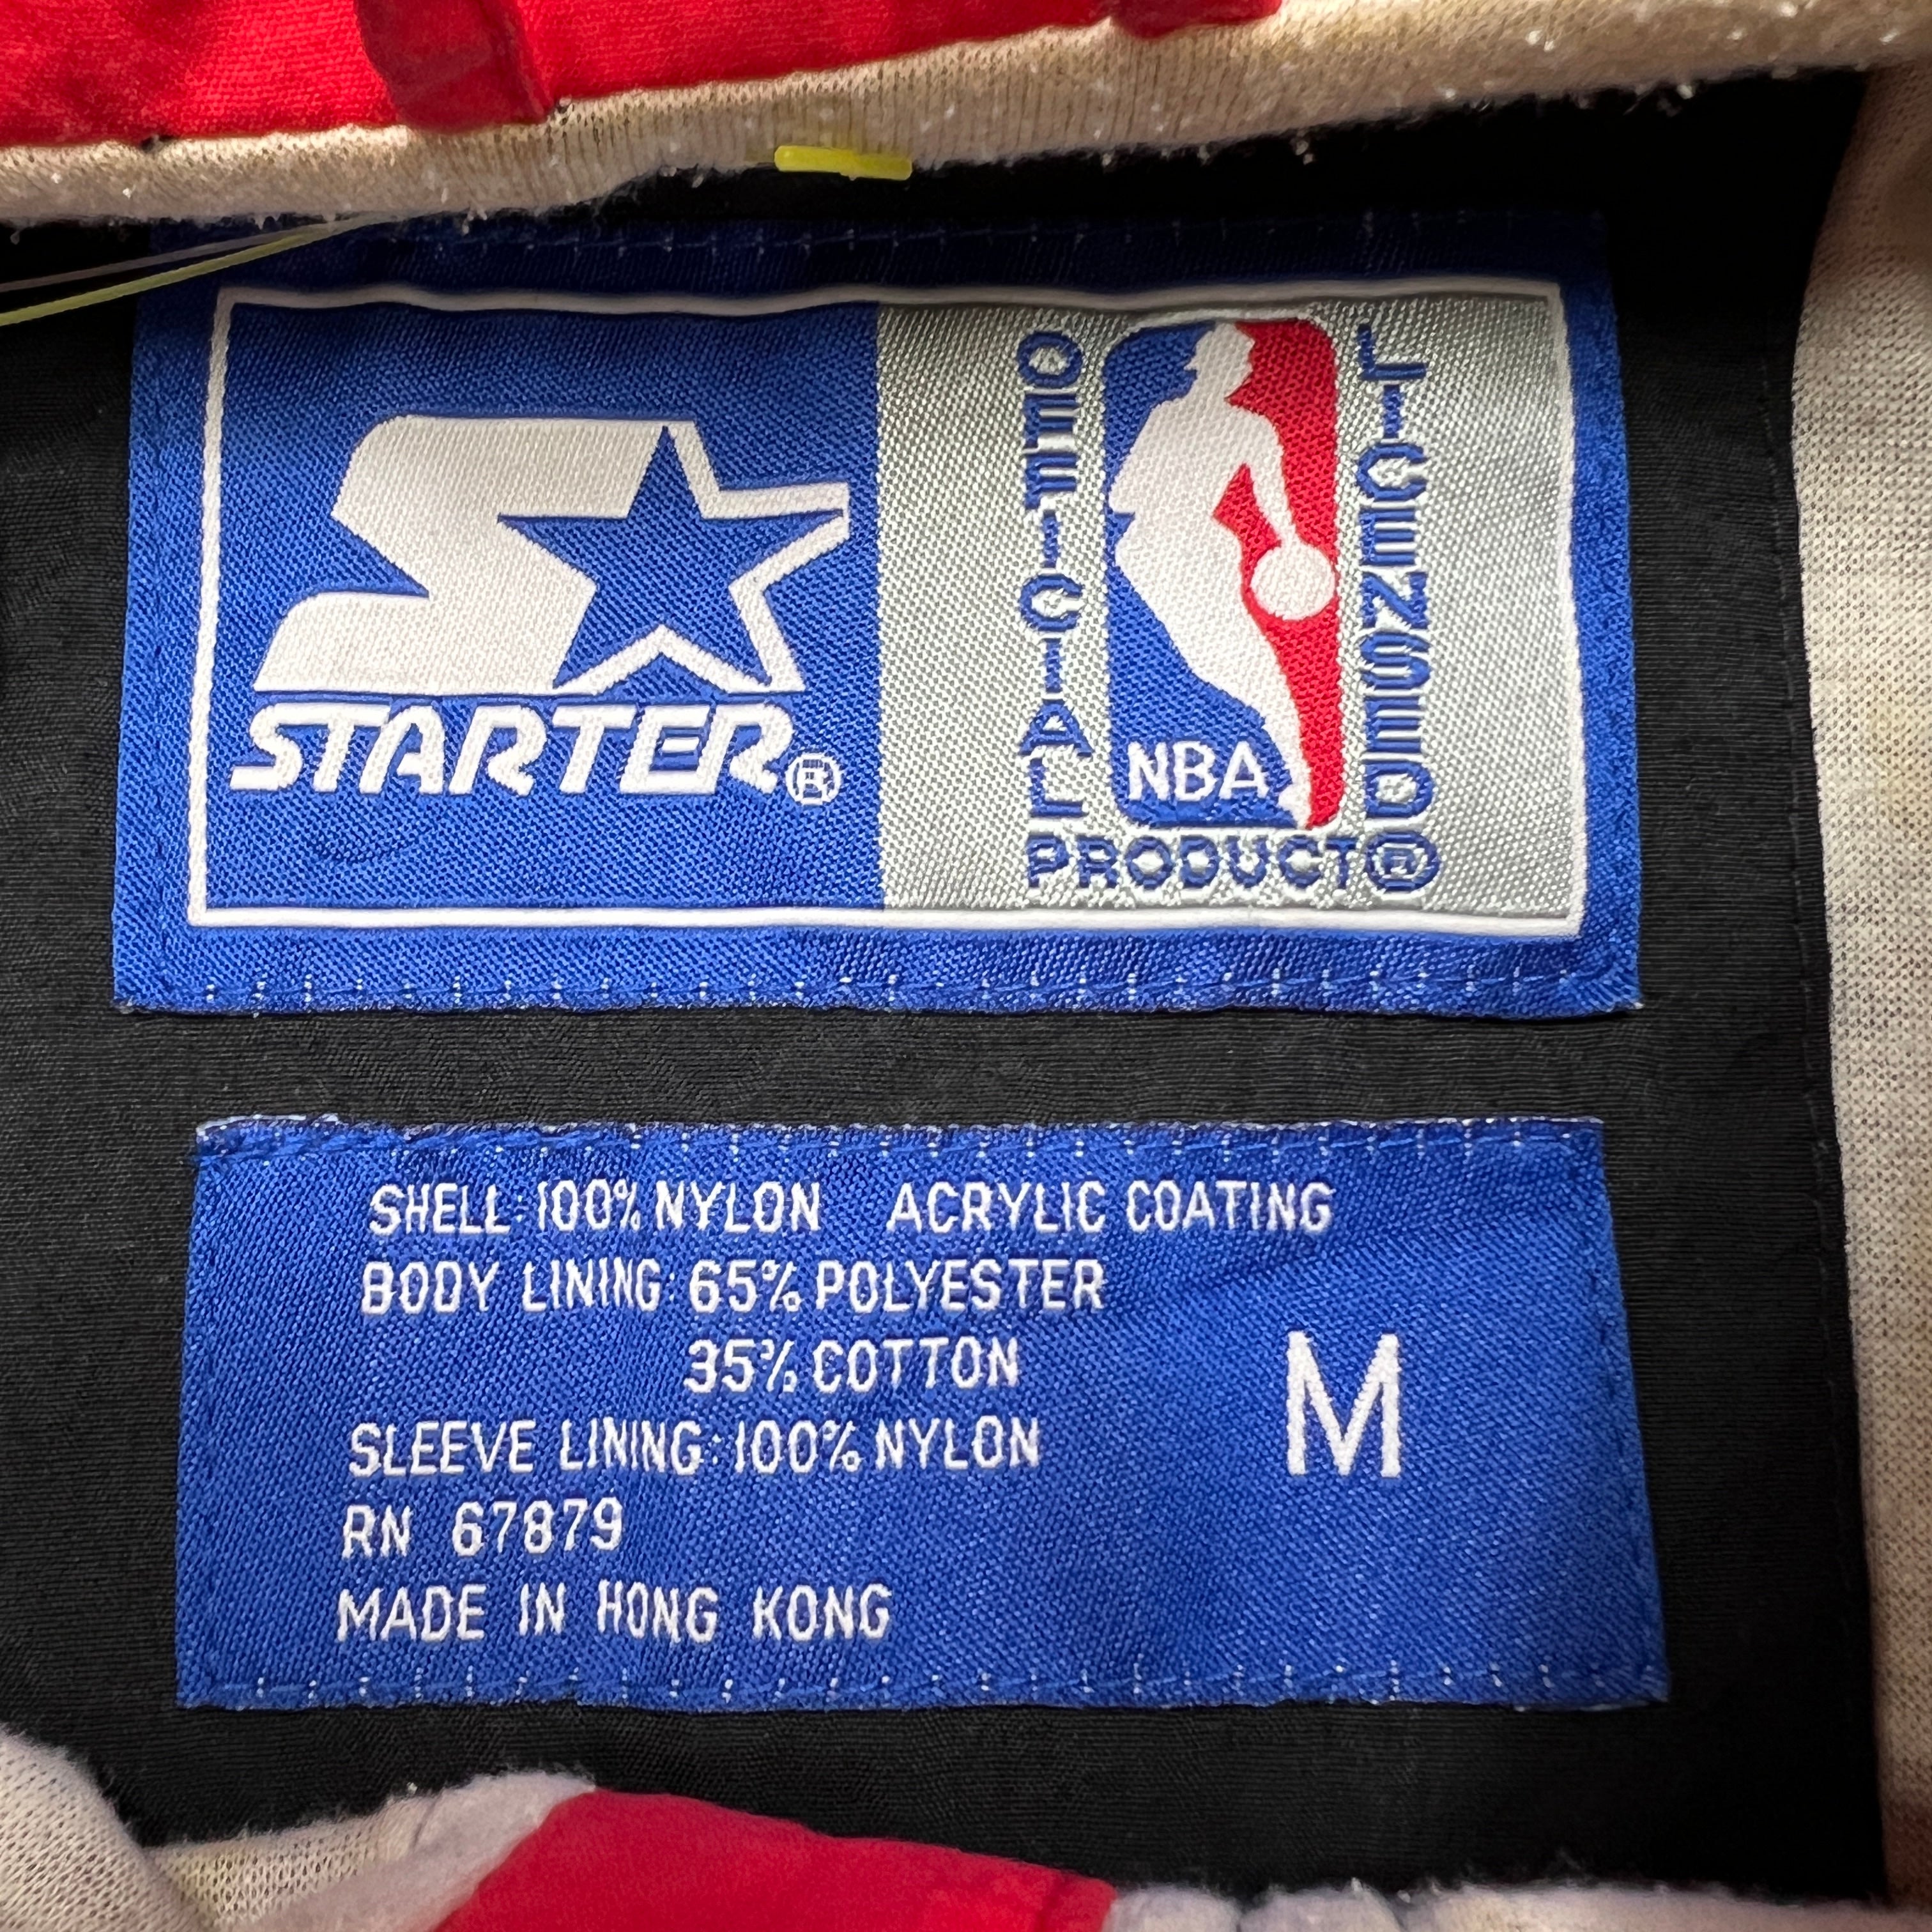 STARTER®
OFFICIAL
NBA
LICENSED
PRODUCT®
SHELL: 100% NYLON ACRYLIC COATING
BODY LINING: 65% POLYESTER
35% COTTON
SLEEVE LINING: 100% NYLON
RN 67879
MADE IN HONG KONG
M